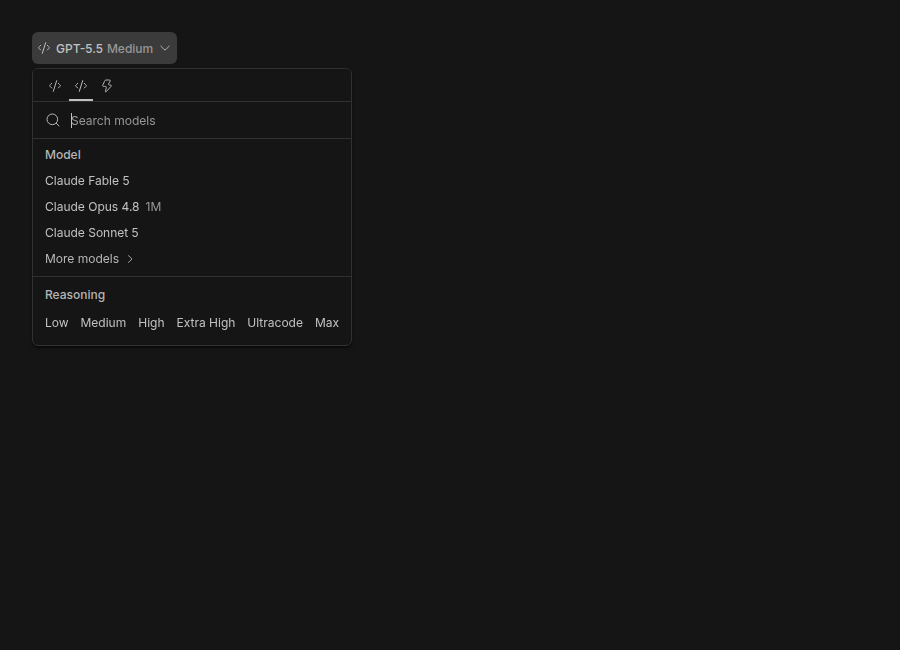 GPT-5.5 Medium
Search models
Model
Claude Fable 5
Claude Opus 4.8 1M
Claude Sonnet 5
More models
Reasoning
Low Medium High Extra High Ultracode Max